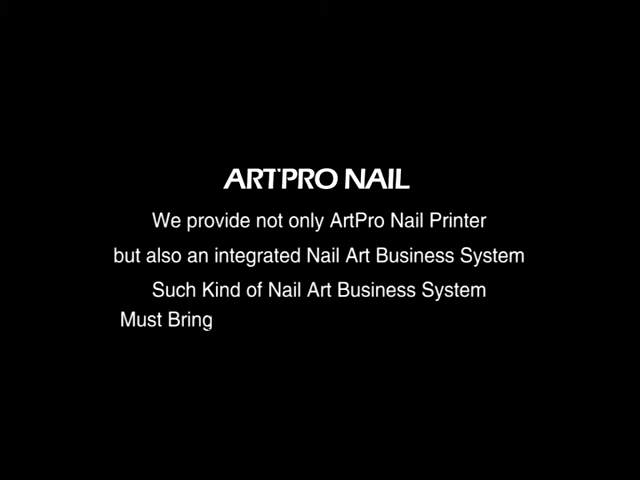 ARTPRO NAIL
We provide not only ArtPro Nail Printer
but also an integrated Nail Art Business System
Such Kind of Nail Art Business System
Must Bring